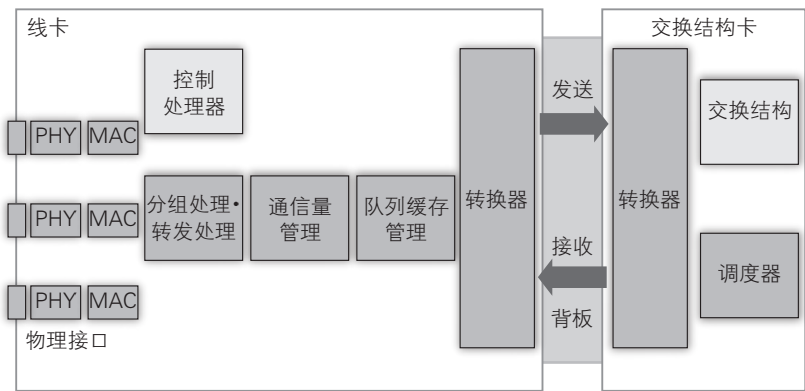 线卡
交换结构卡
控制
处理器
发送
交换结构
PHY
MAC
PHY
MAC
分组处理·
转发处理
通信量
管理
队列缓存
管理
转换器
转换器
接收
调度器
PHY
MAC
背板
物理接口